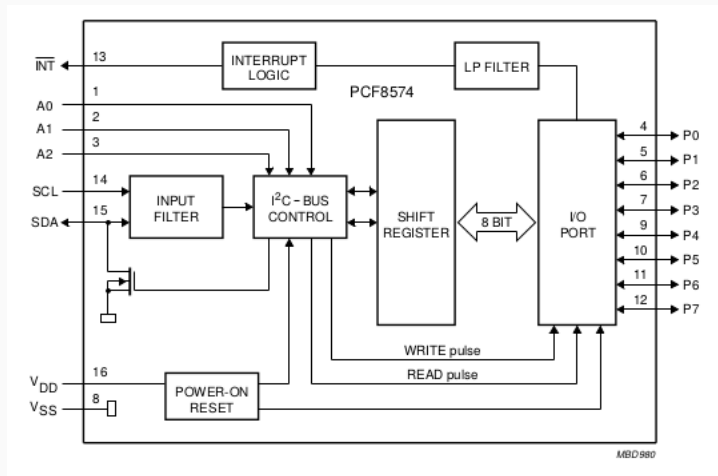 INT
13
INTERRUPT
LOGIC
LP FILTER
PCF8574
A0
1
A1
2
A2
3
SCL
14
SDA
15
INPUT
FILTER
I²C – BUS
CONTROL
SHIFT
REGISTER
8 BIT
I/O
PORT
4
P0
5
P1
6
P2
7
P3
9
P4
10
P5
11
P6
12
P7
WRITE pulse
READ pulse
VDD
16
VSS
8
POWER-ON
RESET
MBD980